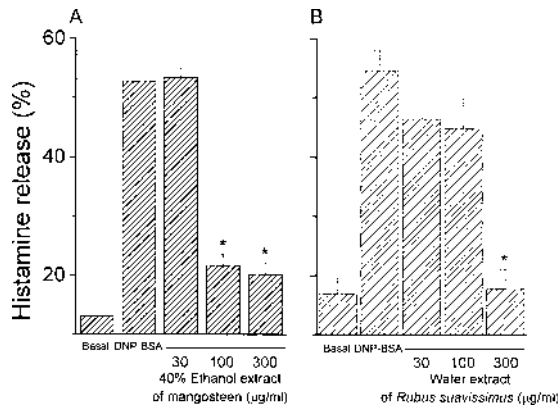 A
B
60
40
20
Histamine release (%)
*
*
*
Basal DNP BSA
30 100 300
40% Ethanol extract
of mangosteen (µg/ml)
Basal DNP-BSA
30 100 300
Water extract
of Rubus suavissimus (µg/ml)